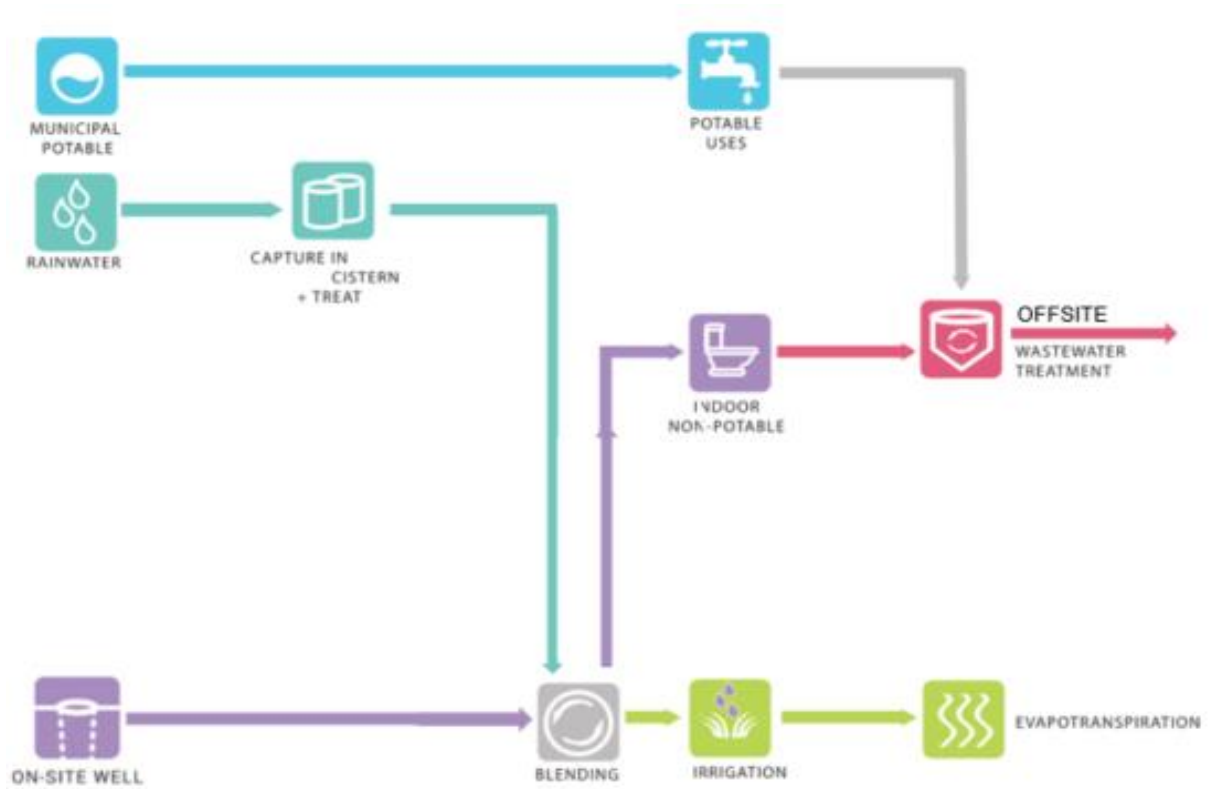 MUNICIPAL
POTABLE
POTABLE
USES
RAINWATER
CAPTURE IN
CISTERN
+ TREAT
OFFSITE
WASTEWATER
TREATMENT
INDOOR
NON-POTABLE
ON-SITE WELL
BLENDING
IRRIGATION
EVAPOTRANSPIRATION